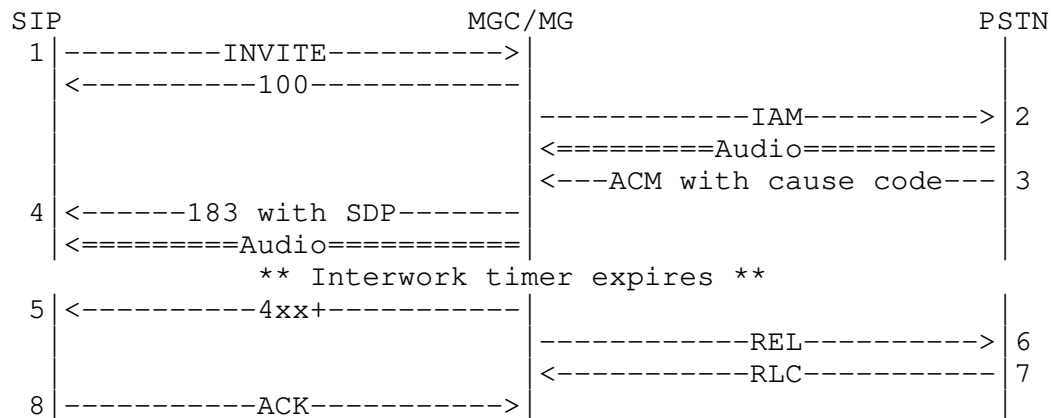 SIP                       MGC/MG                       PSTN
 1|---------INVITE---------->|                          |
  |<----------100------------|                          |
  |                          |------------IAM---------->|2
  |                          |<=========Audio===========|
  |                          |<---ACM with cause code---|3
 4|<------183 with SDP-------|                          |
  |<=========Audio===========|                          |
             ** Interwork timer expires **
 5|<----------4xx+-----------|                          |
  |                          |------------REL---------->|6
  |                          |<-----------RLC-----------|7
 8|-----------ACK----------->|                          |